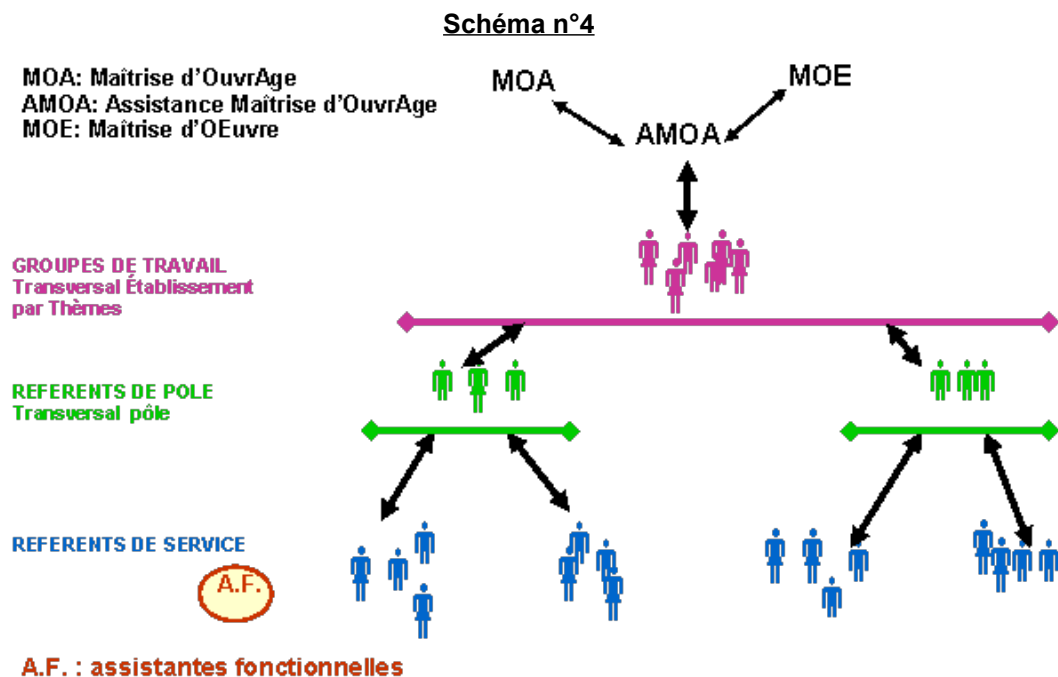 Schéma n°4
MOA: Maîtrise d'OuvrAge
AMOA: Assistance Maîtrise d'OuvrAge
MOE: Maîtrise d'OEuvre
MOA
MOE
AMOA
GROUPES DE TRAVAIL
Transversal Établissement
par Thèmes
REFERENTS DE POLE
Transversal pôle
REFERENTS DE SERVICE
A.F.
A.F. : assistantes fonctionnelles